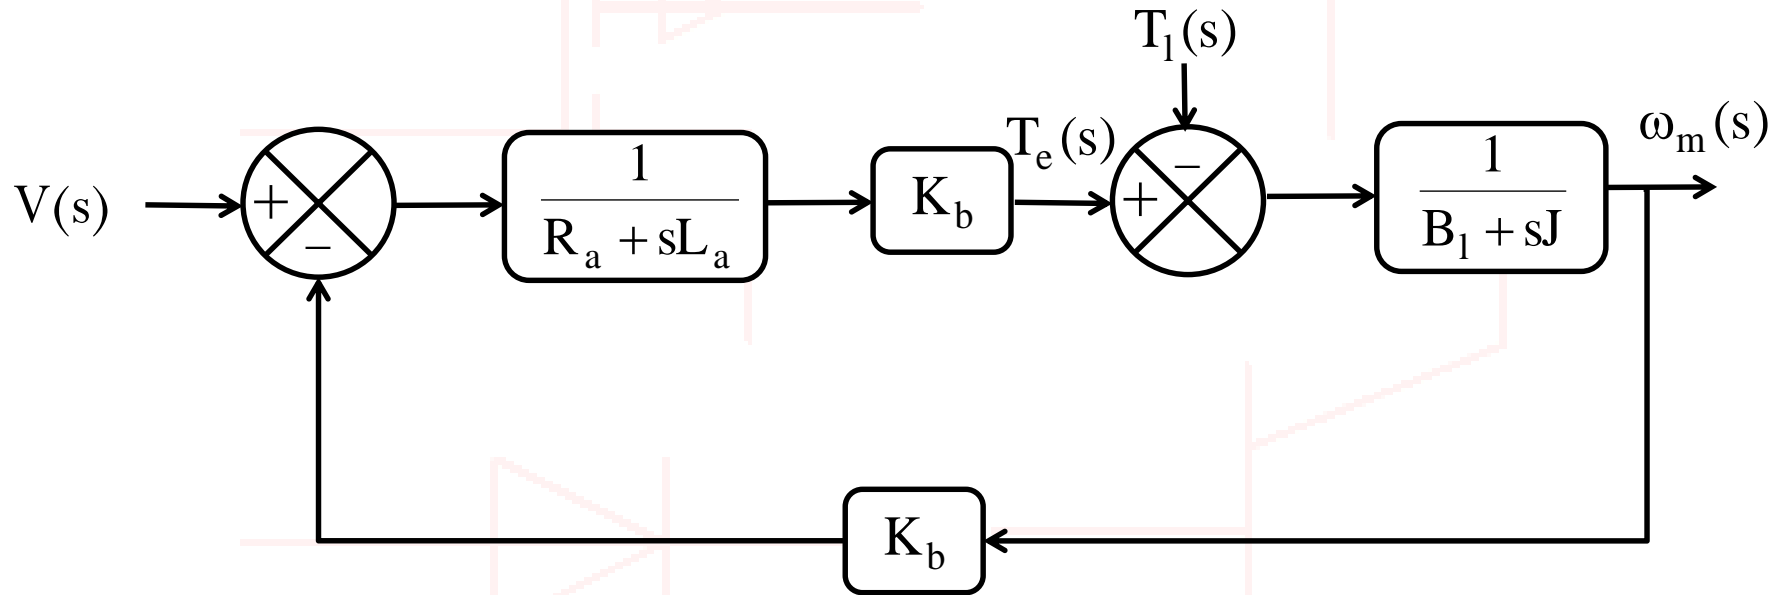 T_l(s)
V(s)
+
−
1
R_a + sL_a
K_b
T_e(s)
+
−
1
B_l + sJ
ω_m(s)
K_b